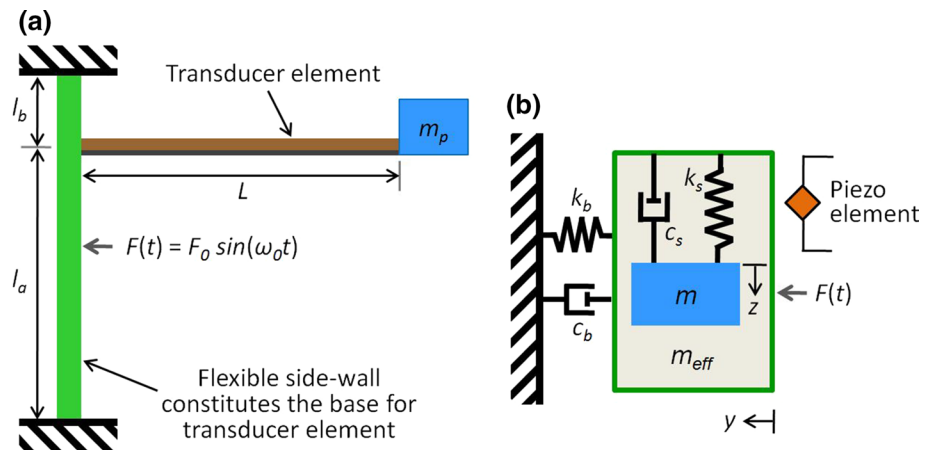 (a)
Transducer element
l_b
m_p
L
F(t) = F_0 sin(ω_0t)
l_a
Flexible side-wall
constitutes the base for
transducer element
(b)
k_b
k_s
c_s
Piezo
element
m
z
F(t)
c_b
m_eff
y